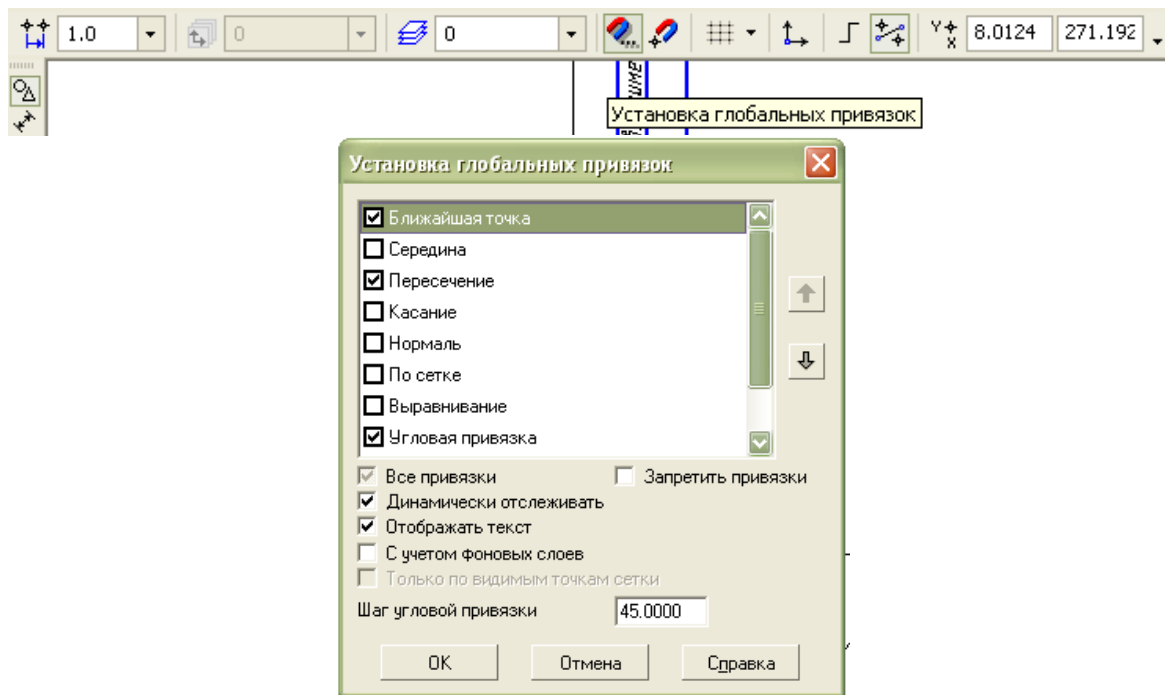 1.0 0 0 Y X 8.0124 271.192
Установка глобальных привязок
Установка глобальных привязок
Ближайшая точка
Середина
Пересечение
Касание
Нормаль
По сетке
Выравнивание
Угловая привязка
Все привязки Запретить привязки
Динамически отслеживать
Отображать текст
С учетом фоновых слоев
Только по видимым точкам сетки
Шаг угловой привязки 45.0000
OK Отмена Справка